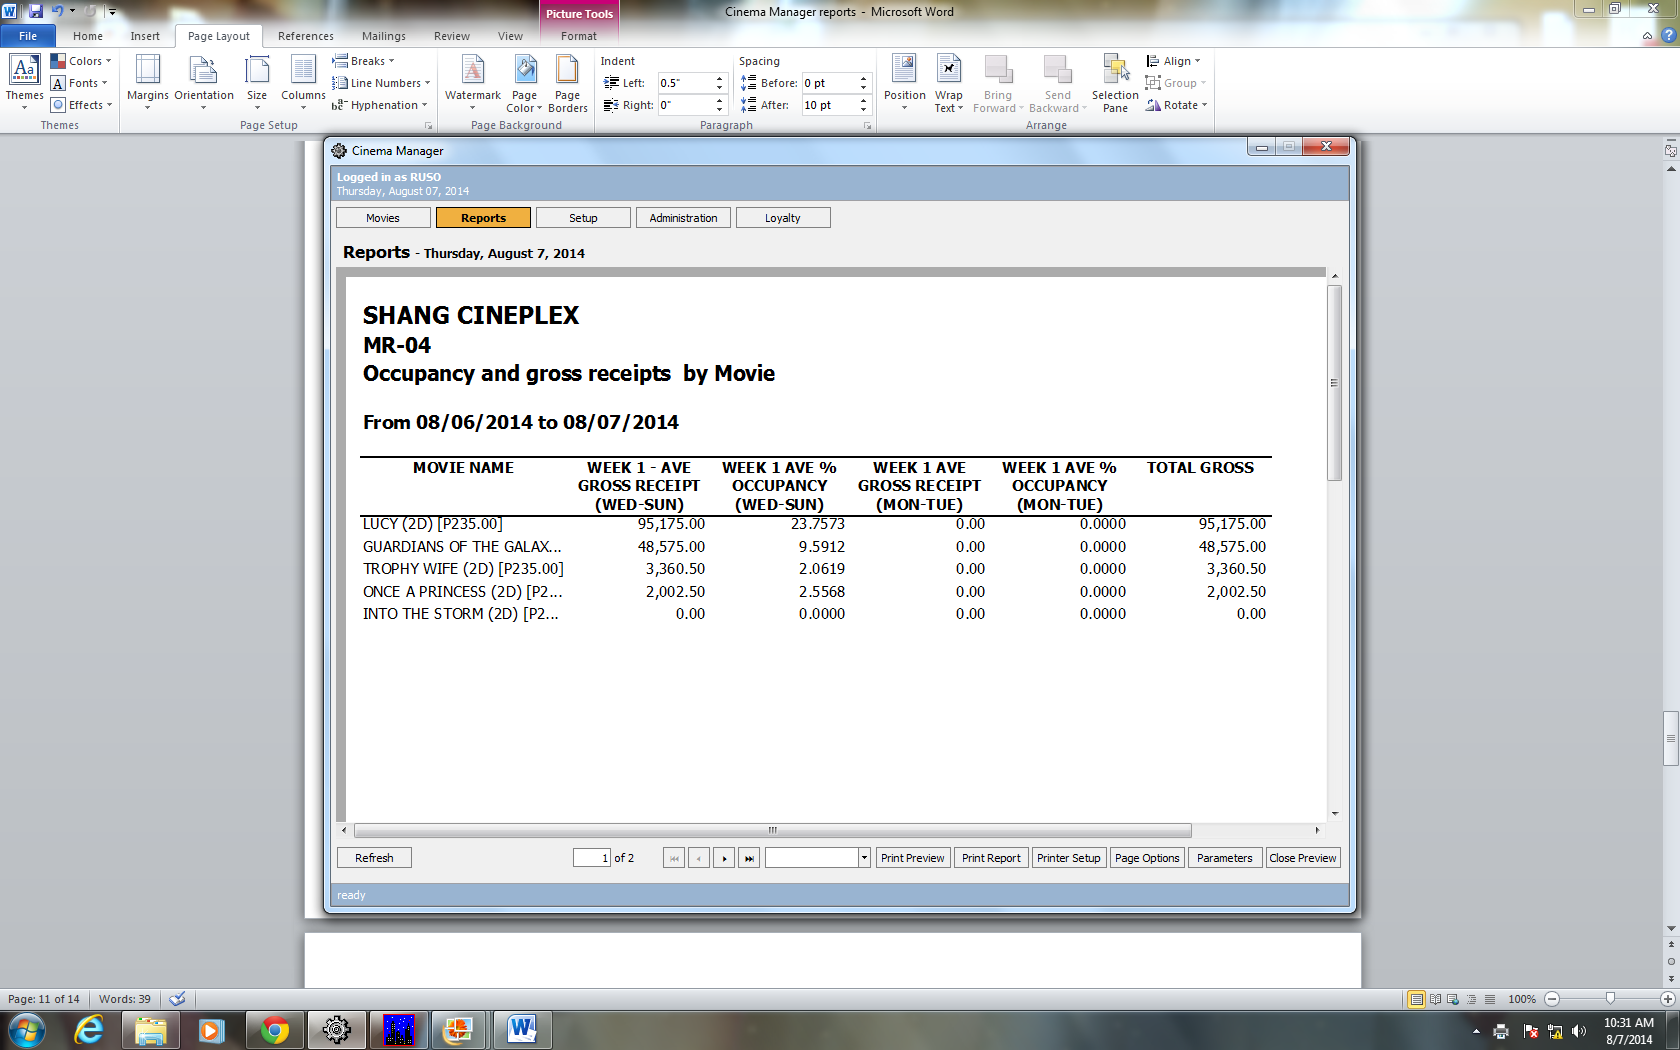 Cinema Manager reports - Microsoft Word
Picture Tools
File Home Insert Page Layout References Mailings Review View Format
Themes
Colors
Fonts
Effects
Themes
Margins
Orientation
Size
Columns
Breaks
Line Numbers
Hyphenation
Page Setup
Watermark
Page Color
Page Borders
Page Background
Indent
Left: 0.5"
Right: 0"
Spacing
Before: 0 pt
After: 10 pt
Paragraph
Position
Wrap Text
Bring Forward
Send Backward
Selection Pane
Align
Group
Rotate
Arrange
Cinema Manager
Logged in as RUSO
Thursday, August 07, 2014
Movies Reports Setup Administration Loyalty
Reports - Thursday, August 7, 2014
SHANG CINEPLEX
MR-04
Occupancy and gross receipts by Movie
From 08/06/2014 to 08/07/2014
MOVIE NAME WEEK 1 - AVE WEEK 1 AVE % WEEK 1 AVE WEEK 1 AVE % TOTAL GROSS
GROSS RECEIPT OCCUPANCY GROSS RECEIPT OCCUPANCY
(WED-SUN) (WED-SUN) (MON-TUE) (MON-TUE)
LUCY (2D) [P235.00] 95,175.00 23.7573 0.00 0.0000 95,175.00
GUARDIANS OF THE GALAX... 48,575.00 9.5912 0.00 0.0000 48,575.00
TROPHY WIFE (2D) [P235.00] 3,360.50 2.0619 0.00 0.0000 3,360.50
ONCE A PRINCESS (2D) [P2... 2,002.50 2.5568 0.00 0.0000 2,002.50
INTO THE STORM (2D) [P2... 0.00 0.0000 0.00 0.0000 0.00
Refresh 1 of 2 Print Preview Print Report Printer Setup Page Options Parameters Close Preview
ready
Page: 11 of 14 Words: 39 100%
10:31 AM
8/7/2014